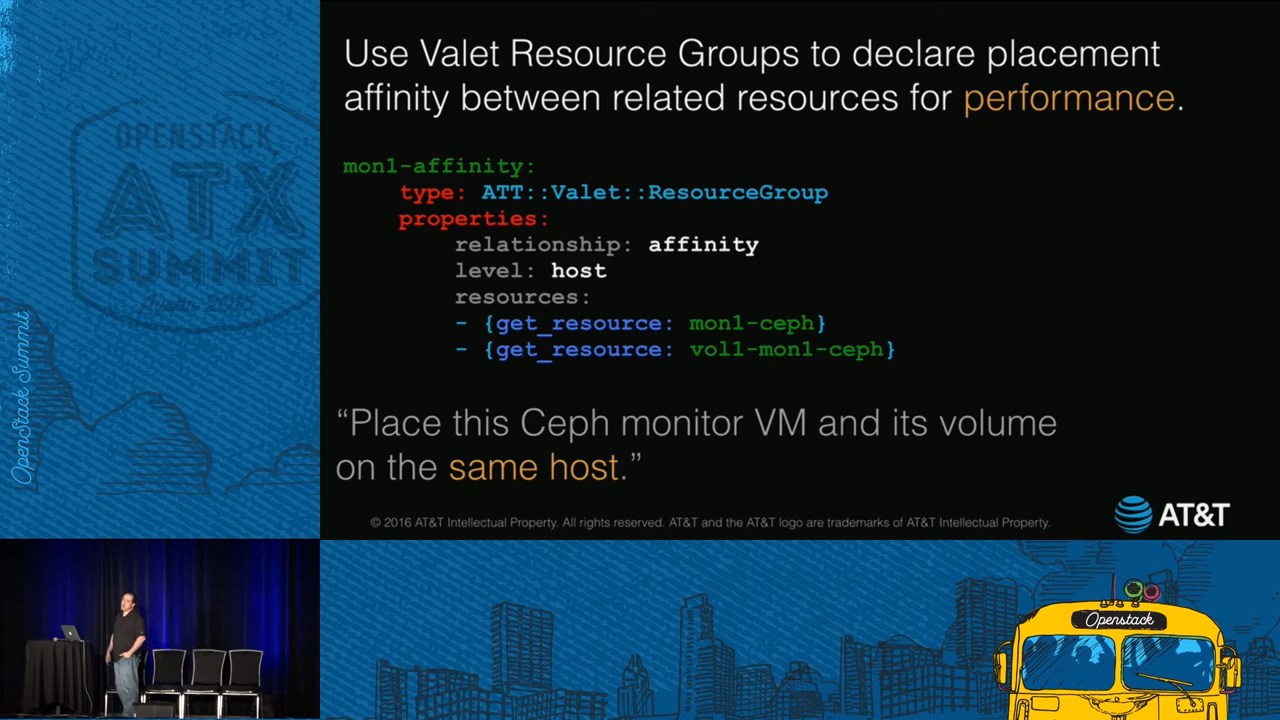 Use Valet Resource Groups to declare placement
affinity between related resources for performance.
mon1-affinity:
type: ATT::Valet::ResourceGroup
properties:
relationship: affinity
level: host
resources:
- {get_resource: mon1-ceph}
- {get_resource: vol1-mon1-ceph}
“Place this Ceph monitor VM and its volume
on the same host.”
© 2016 AT&T Intellectual Property. All rights reserved. AT&T and the AT&T logo are trademarks of AT&T Intellectual Property.
AT&T
OPENSTACK
ATX
SUMMIT
Austin 2016
OpenStack Summit
Openstack